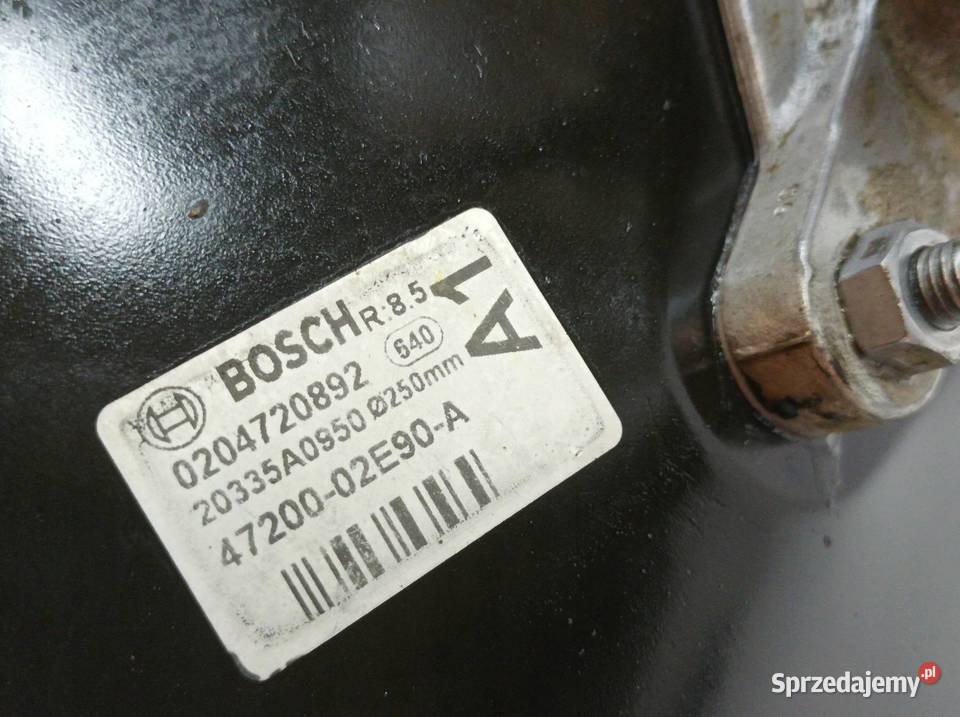 BOSCH R:8.5
A1
0204720892 640
20335A0950 Ø250mm
47200-02E90-A
Sprzedajemy.pl